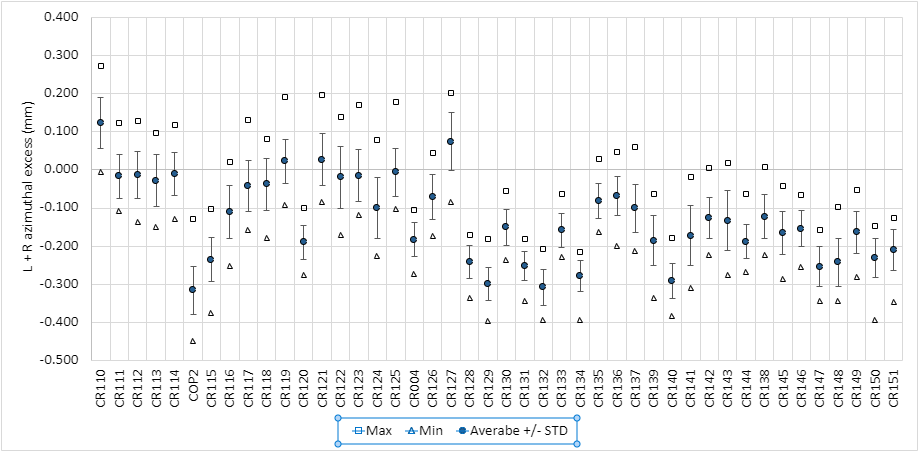 L + R azimuthal excess (mm)
0.400
0.300
0.200
0.100
0.000
-0.100
-0.200
-0.300
-0.400
-0.500
CR110
CR111
CR112
CR113
CR114
COP2
CR115
CR116
CR117
CR118
CR119
CR120
CR121
CR122
CR123
CR124
CR125
CR004
CR126
CR127
CR128
CR129
CR130
CR131
CR132
CR133
CR134
CR135
CR136
CR137
CR139
CR140
CR141
CR142
CR143
CR144
CR138
CR145
CR146
CR147
CR148
CR149
CR150
CR151
Max Min Averabe +/- STD